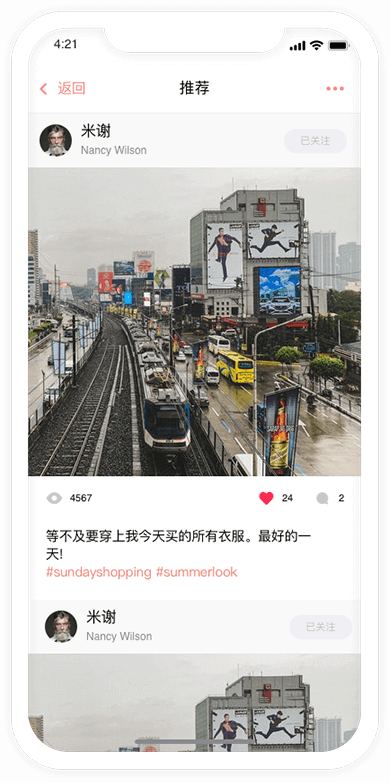 4:21
返回
推荐
米谢
Nancy Wilson
已关注
4567
24
2
等不及要穿上我今天买的所有衣服。最好的一
天!
#sundayshopping #summerlook
米谢
Nancy Wilson
已关注